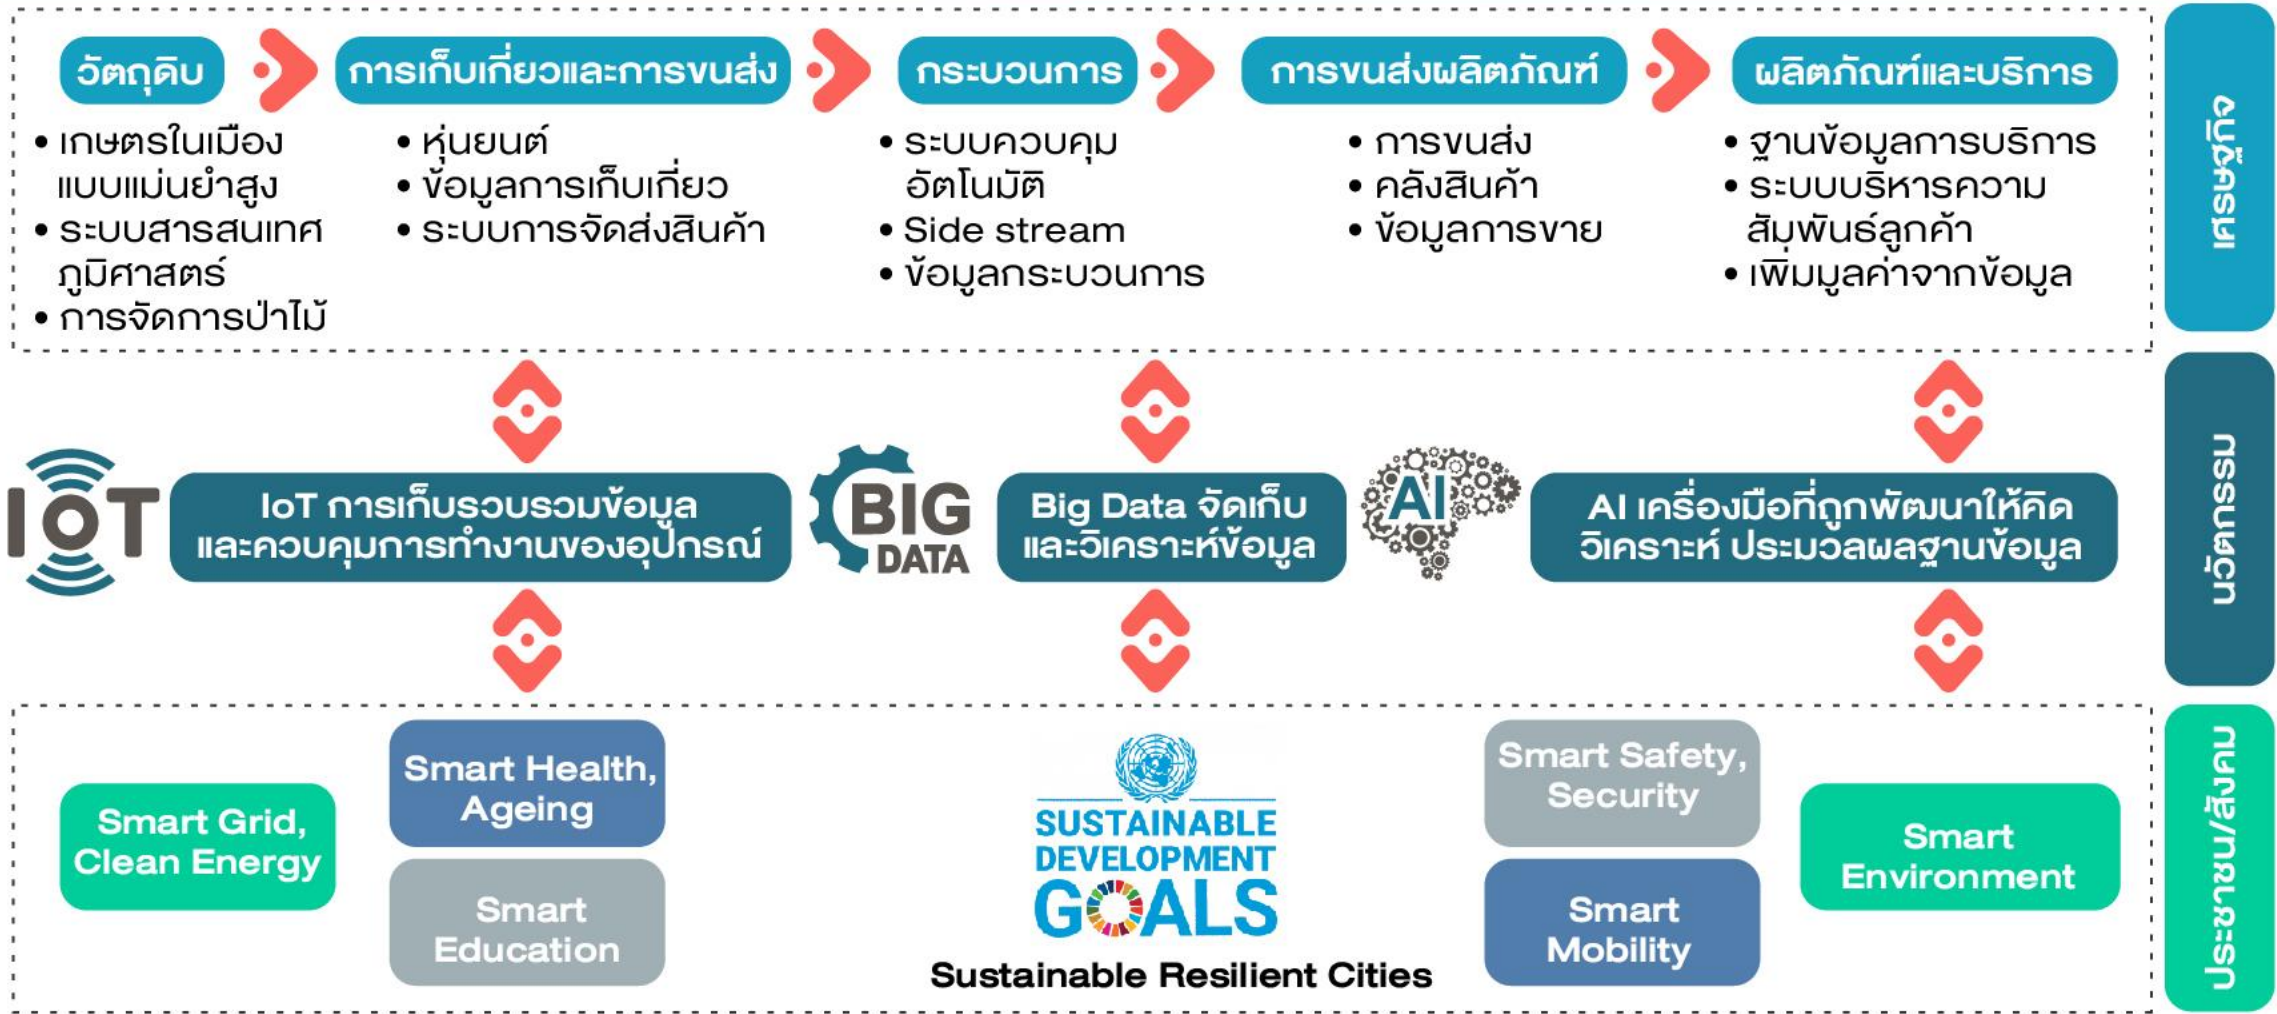 วัตถุดิบ
การเก็บเกี่ยวและการขนส่ง
กระบวนการ
การขนส่งผลิตภัณฑ์
ผลิตภัณฑ์และบริการ
• เกษตรในเมือง
แบบแม่นยำสูง
• ระบบสารสนเทศ
ภูมิศาสตร์
• การจัดการป่าไม้
• หุ่นยนต์
• ข้อมูลการเก็บเกี่ยว
• ระบบการจัดส่งสินค้า
• ระบบควบคุม
อัตโนมัติ
• Side stream
• ข้อมูลกระบวนการ
• การขนส่ง
• คลังสินค้า
• ข้อมูลการขาย
• ฐานข้อมูลการบริการ
• ระบบบริหารความ
สัมพันธ์ลูกค้า
• เพิ่มมูลค่าจากข้อมูล
เศรษฐกิจ
IoT
IoT การเก็บรวบรวมข้อมูล
และควบคุมการทำงานของอุปกรณ์
BIG
DATA
Big Data จัดเก็บ
และวิเคราะห์ข้อมูล
AI
AI เครื่องมือที่ถูกพัฒนาให้คิด
วิเคราะห์ ประมวลผลฐานข้อมูล
นวัตกรรม
Smart Grid,
Clean Energy
Smart Health,
Ageing
Smart
Education
SUSTAINABLE
DEVELOPMENT
GOALS
Sustainable Resilient Cities
Smart Safety,
Security
Smart
Mobility
Smart
Environment
ประชาชน/สังคม